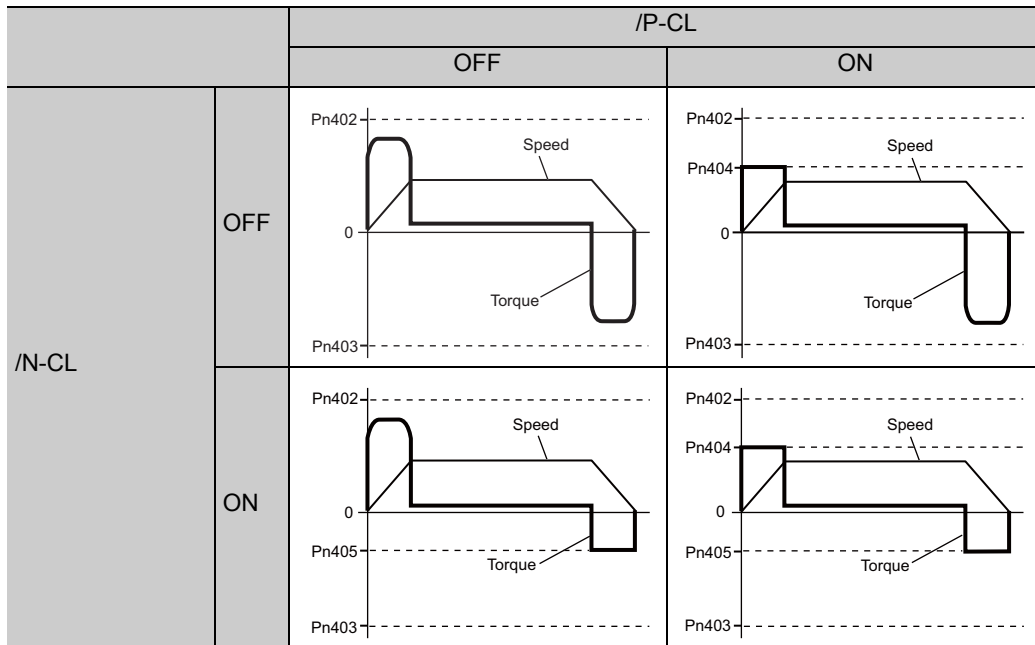 /P-CL
OFF
ON
/N-CL
OFF
Pn402
Speed
0
Torque
Pn403
Pn402
Pn404
Speed
0
Torque
Pn403
ON
Pn402
Speed
0
Pn405
Torque
Pn403
Pn402
Pn404
Speed
0
Pn405
Torque
Pn403